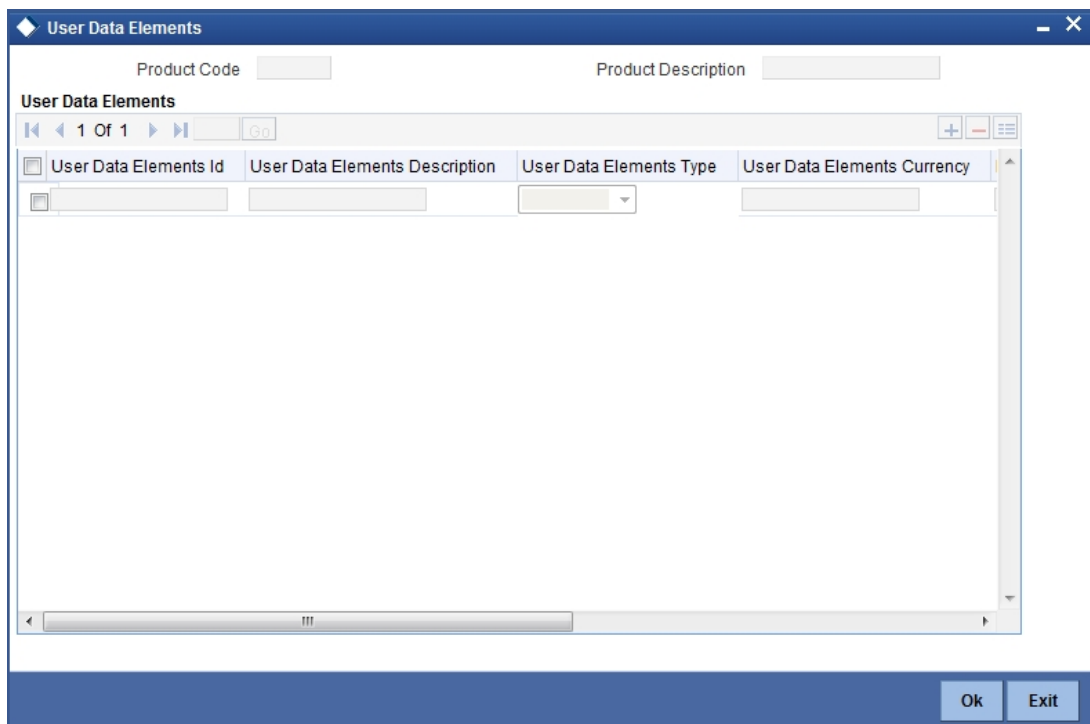 User Data Elements
Product Code Product Description
User Data Elements
1 Of 1 Go
User Data Elements Id User Data Elements Description User Data Elements Type User Data Elements Currency
Ok Exit